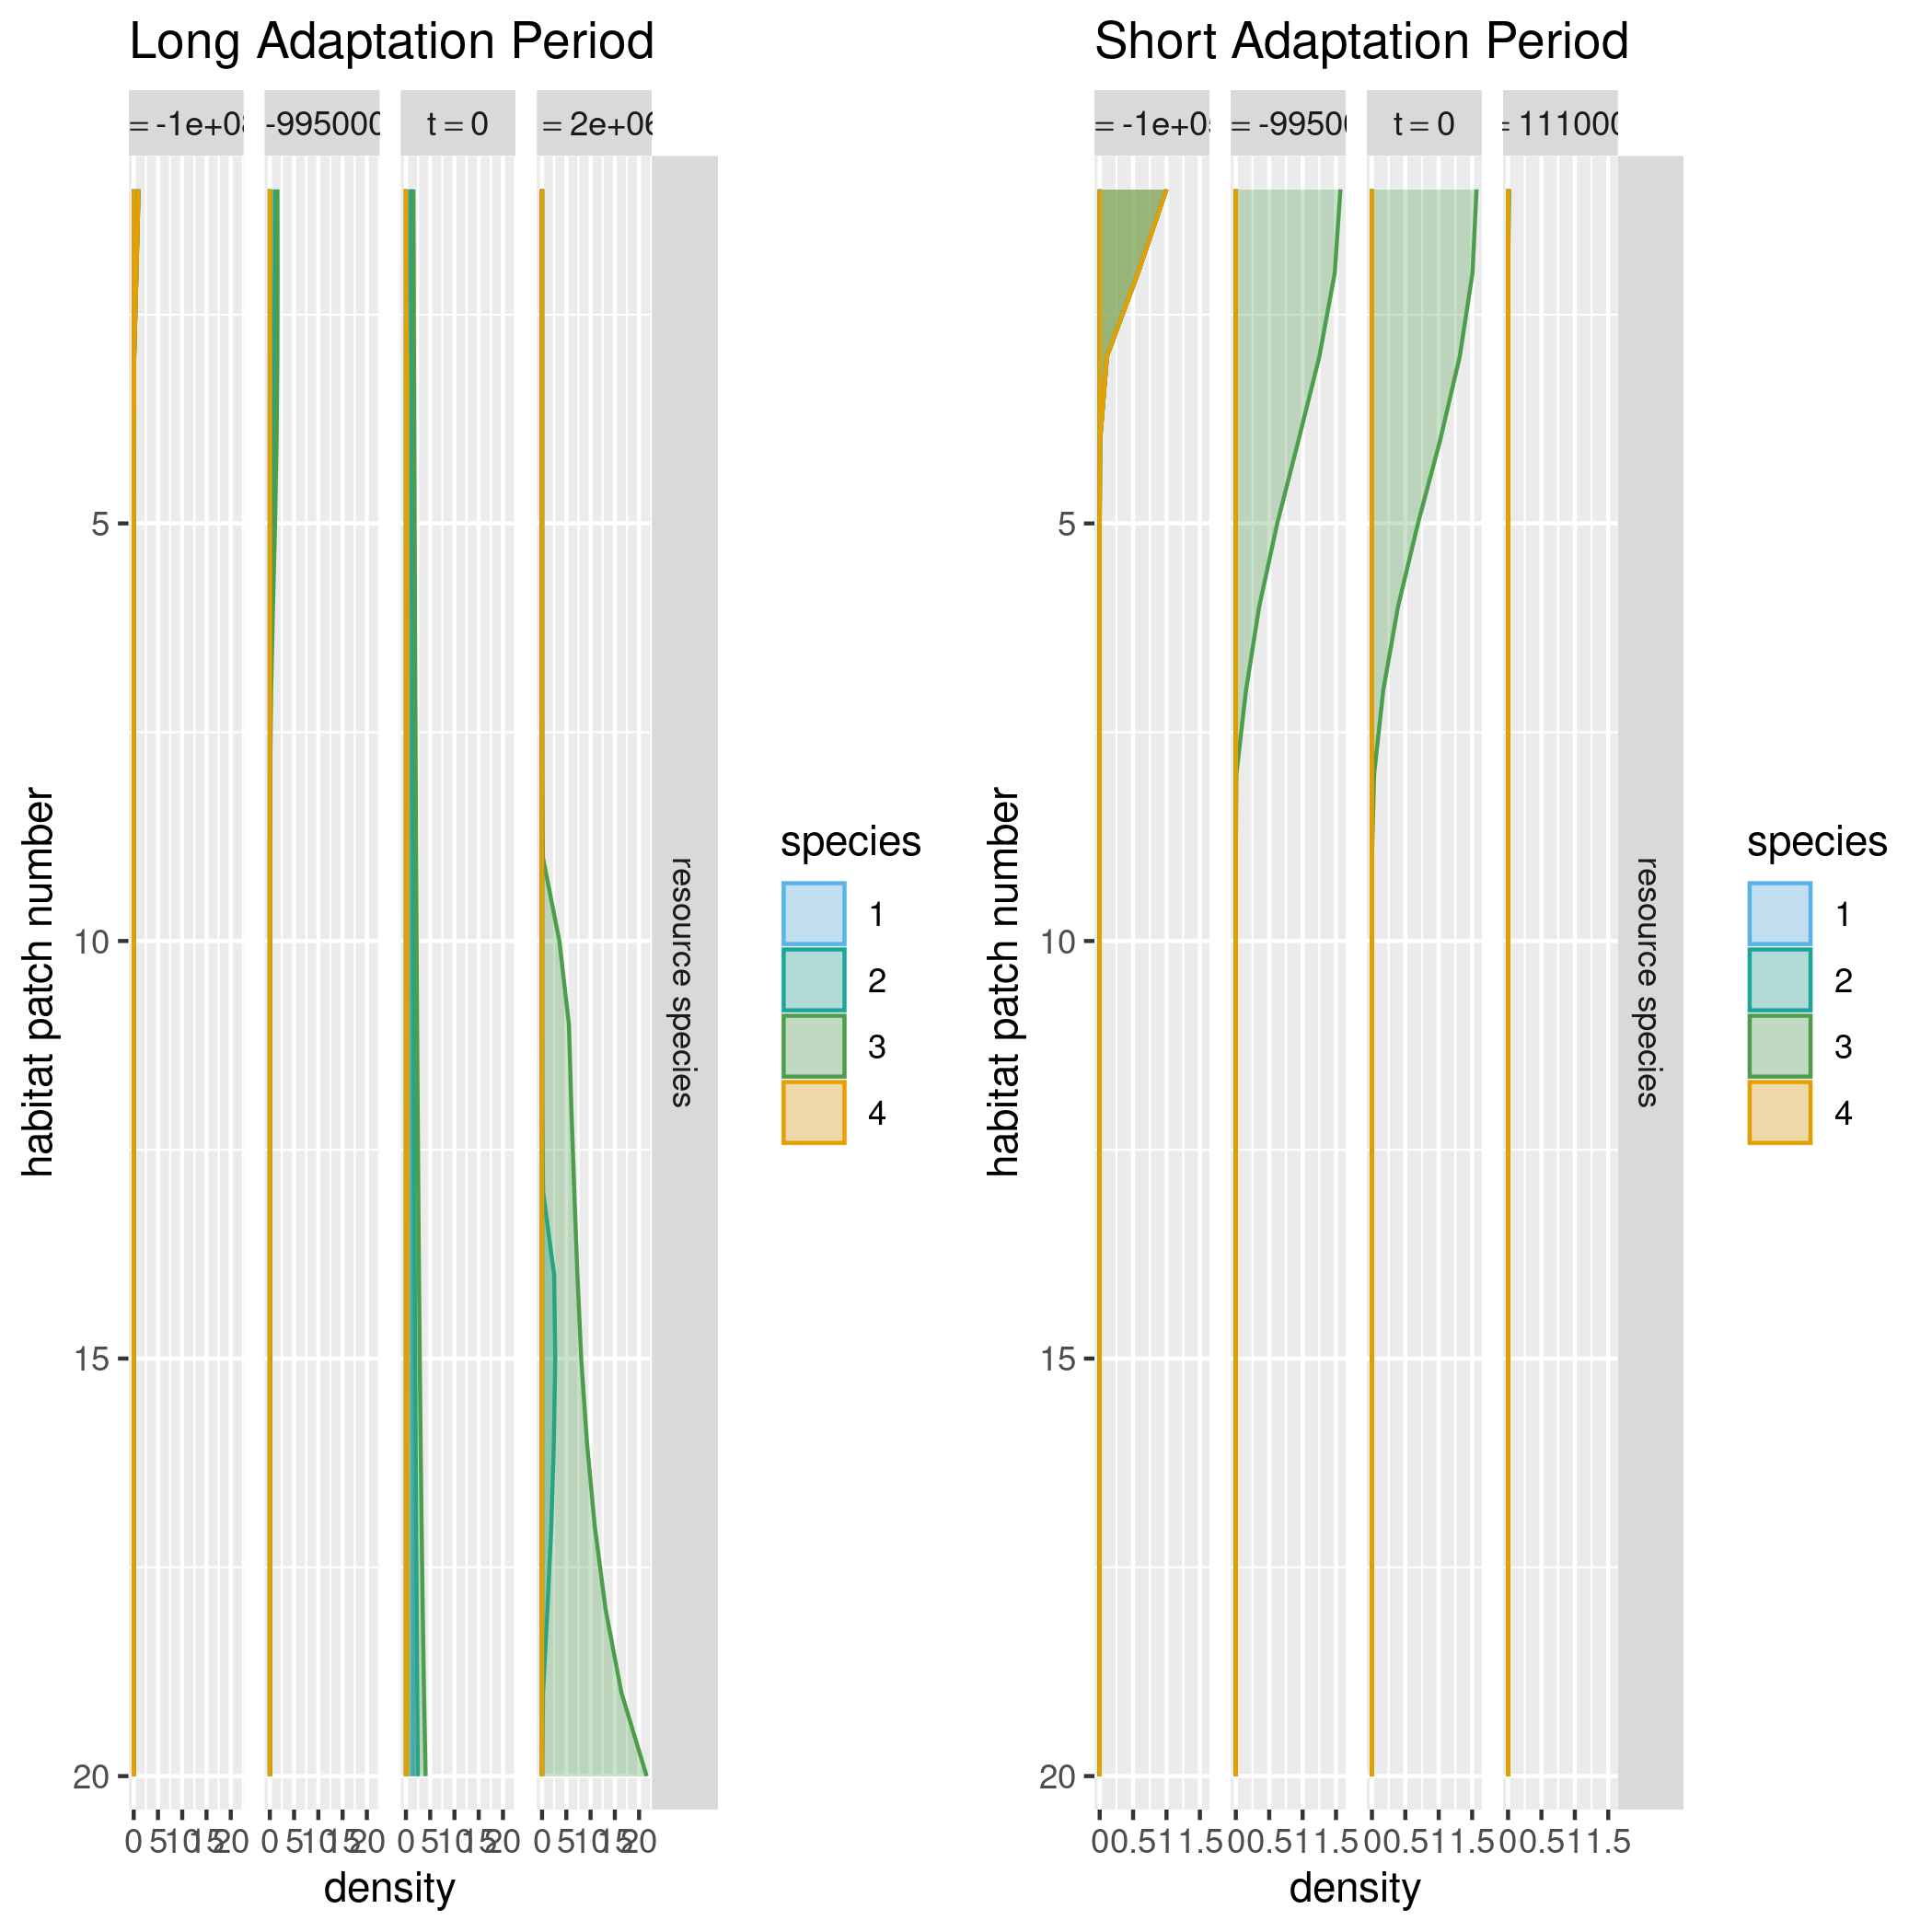 Long Adaptation Period
= -1e+08 -995000 t = 0 = 2e+06
5
10
15
20
habitat patch number
resource species
0 5 10 15 20 0 5 10 15 20 0 5 10 15 20 0 5 10 15 20
density
species
1
2
3
4
Short Adaptation Period
= -1e+05 = -99500 t = 0 = 111000
5
10
15
20
habitat patch number
resource species
0 0.5 1 1.5 0 0.5 1 1.5 0 0.5 1 1.5 0 0.5 1 1.5
density
species
1
2
3
4